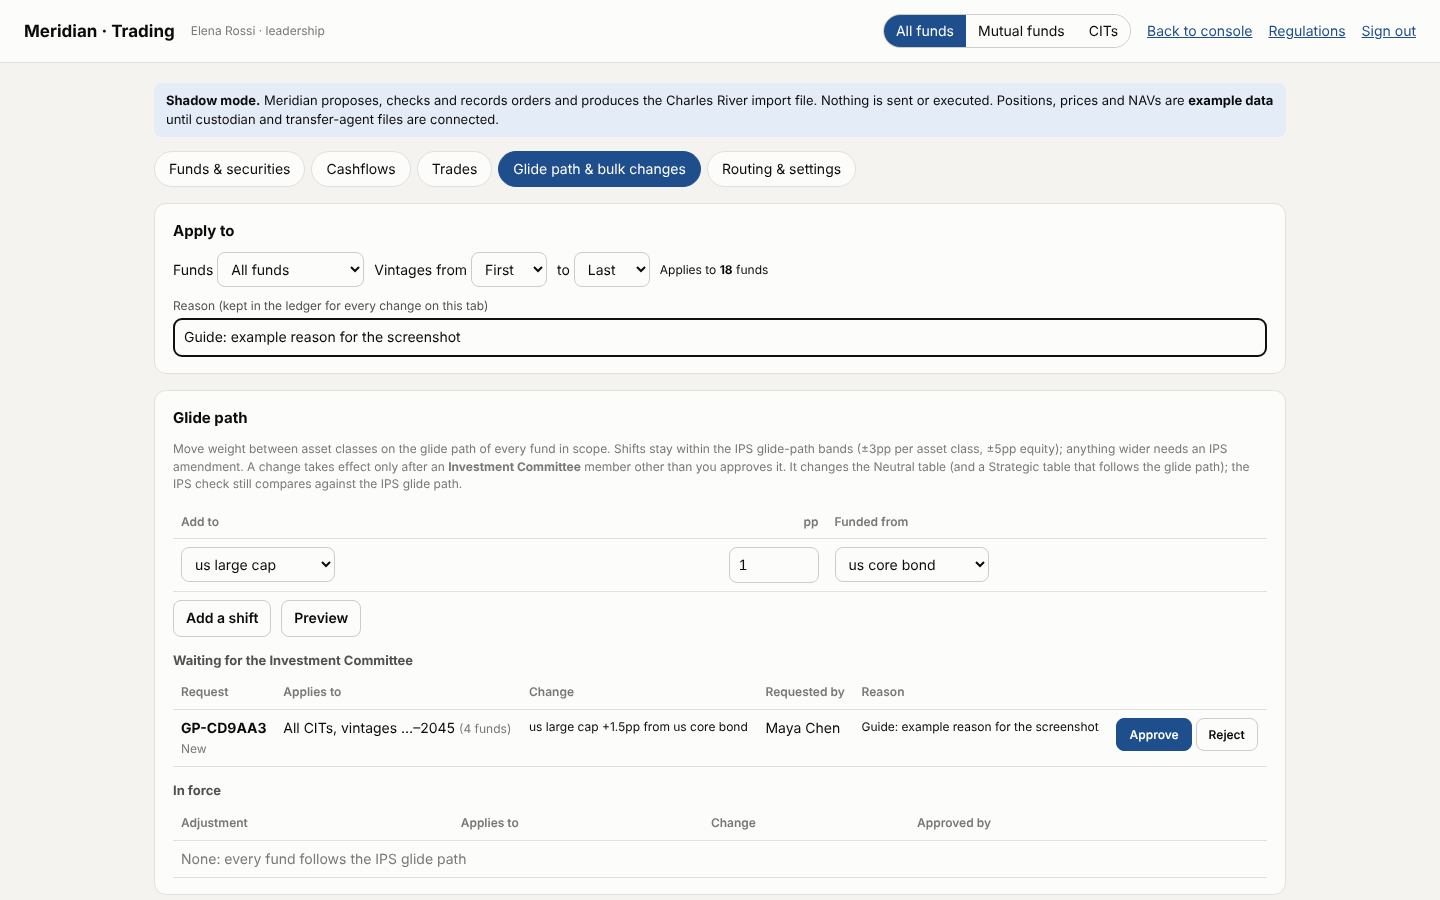 Meridian · Trading
Elena Rossi · leadership
All funds
Mutual funds
CITs
Back to console
Regulations
Sign out
Shadow mode. Meridian proposes, checks and records orders and produces the Charles River import file. Nothing is sent or executed. Positions, prices and NAVs are example data
until custodian and transfer-agent files are connected.
Funds & securities
Cashflows
Trades
Glide path & bulk changes
Routing & settings
Apply to
Funds All funds Vintages from First to Last Applies to 18 funds
Reason (kept in the ledger for every change on this tab)
Guide: example reason for the screenshot
Glide path
Move weight between asset classes on the glide path of every fund in scope. Shifts stay within the IPS glide-path bands (±3pp per asset class, ±5pp equity); anything wider needs an IPS
amendment. A change takes effect only after an Investment Committee member other than you approves it. It changes the Neutral table (and a Strategic table that follows the glide path); the
IPS check still compares against the IPS glide path.
Add to pp Funded from
us large cap 1 us core bond
Add a shift Preview
Waiting for the Investment Committee
Request Applies to Change Requested by Reason
GP-CD9AA3 All CITs, vintages ...–2045 (4 funds) us large cap +1.5pp from us core bond Maya Chen Guide: example reason for the screenshot Approve Reject
New
In force
Adjustment Applies to Change Approved by
None: every fund follows the IPS glide path